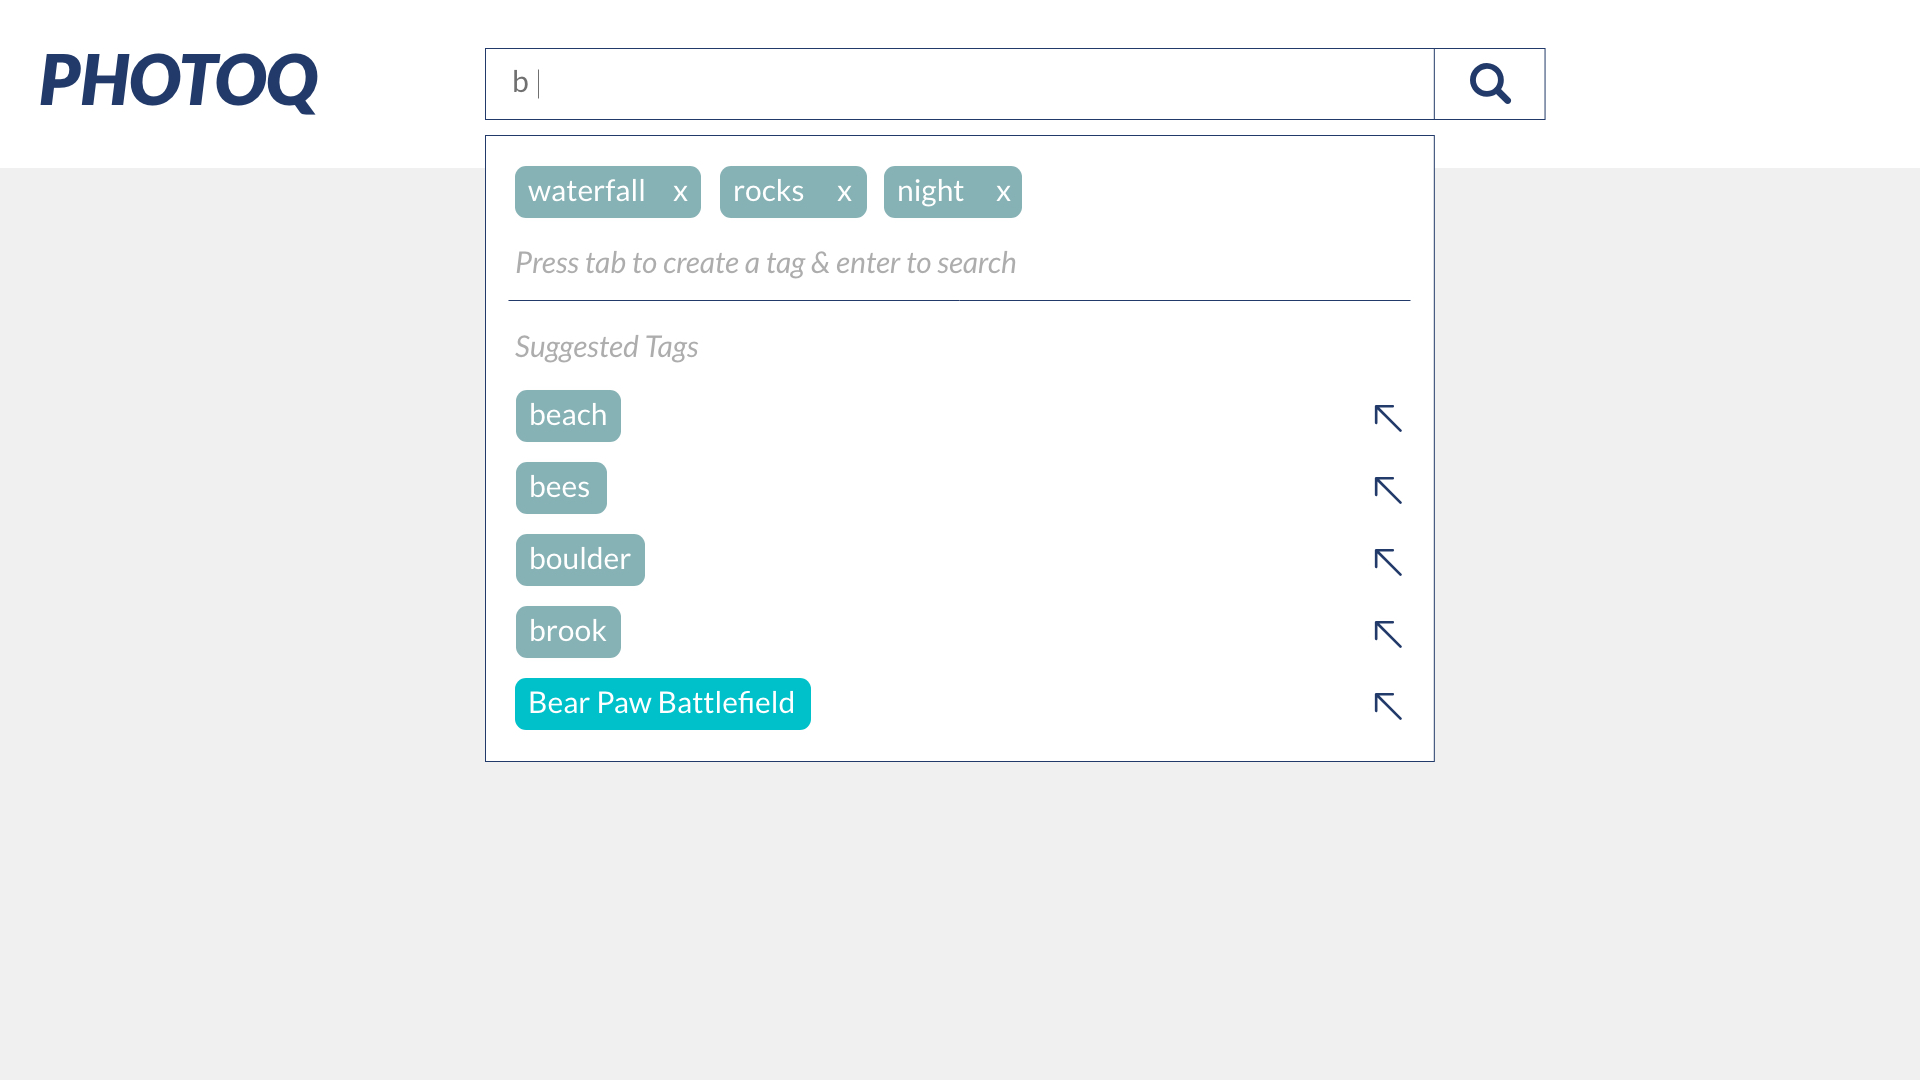 PHOTOQ
b
waterfall x rocks x night x
Press tab to create a tag & enter to search
Suggested Tags
beach
bees
boulder
brook
Bear Paw Battlefield